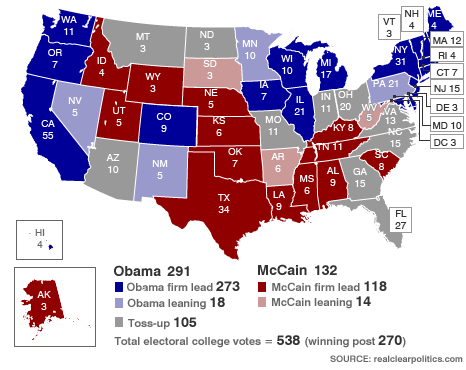 WA
11
OR
7
CA
55
NV
5
ID
4
MT
3
WY
3
UT
5
AZ
10
CO
9
NM
5
ND
3
SD
3
NE
5
KS
6
OK
7
TX
34
MN
10
IA
7
MO
11
AR
6
LA
9
WI
10
IL
21
MI
17
IN
11
OH
20
KY 8
TN 11
MS
6
AL
9
GA
15
FL
27
SC
8
NC
15
VA
13
WV
5
PA 21
NY
31
VT
3
NH
4
ME
4
MA 12
RI 4
CT 7
NJ 15
DE 3
MD 10
DC 3
HI
4
AK
3
Obama 291
Obama firm lead 273
Obama leaning 18
Toss-up 105
McCain 132
McCain firm lead 118
McCain leaning 14
Total electoral college votes = 538 (winning post 270)
SOURCE: realclearpolitics.com